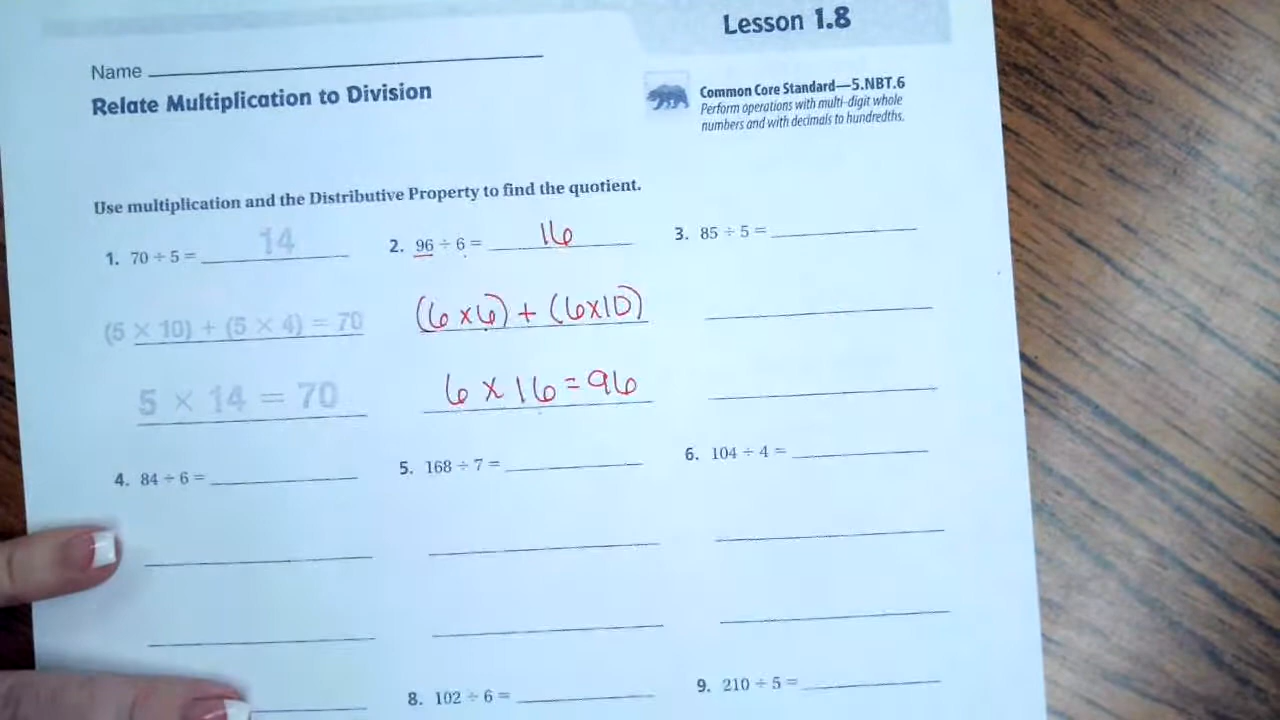 Lesson 1.8
Name
Relate Multiplication to Division
Common Core Standard—5.NBT.6
Perform operations with multi-digit whole
numbers and with decimals to hundredths.
Use multiplication and the Distributive Property to find the quotient.
1. 70 ÷ 5 = 14
2. 96 ÷ 6 = 16
3. 85 ÷ 5 =
(5 × 10) + (5 × 4) = 70
(6 × 6) + (6 × 10)
5 × 14 = 70
6 × 16 = 96
4. 84 ÷ 6 =
5. 168 ÷ 7 =
6. 104 ÷ 4 =
8. 102 ÷ 6 =
9. 210 ÷ 5 =